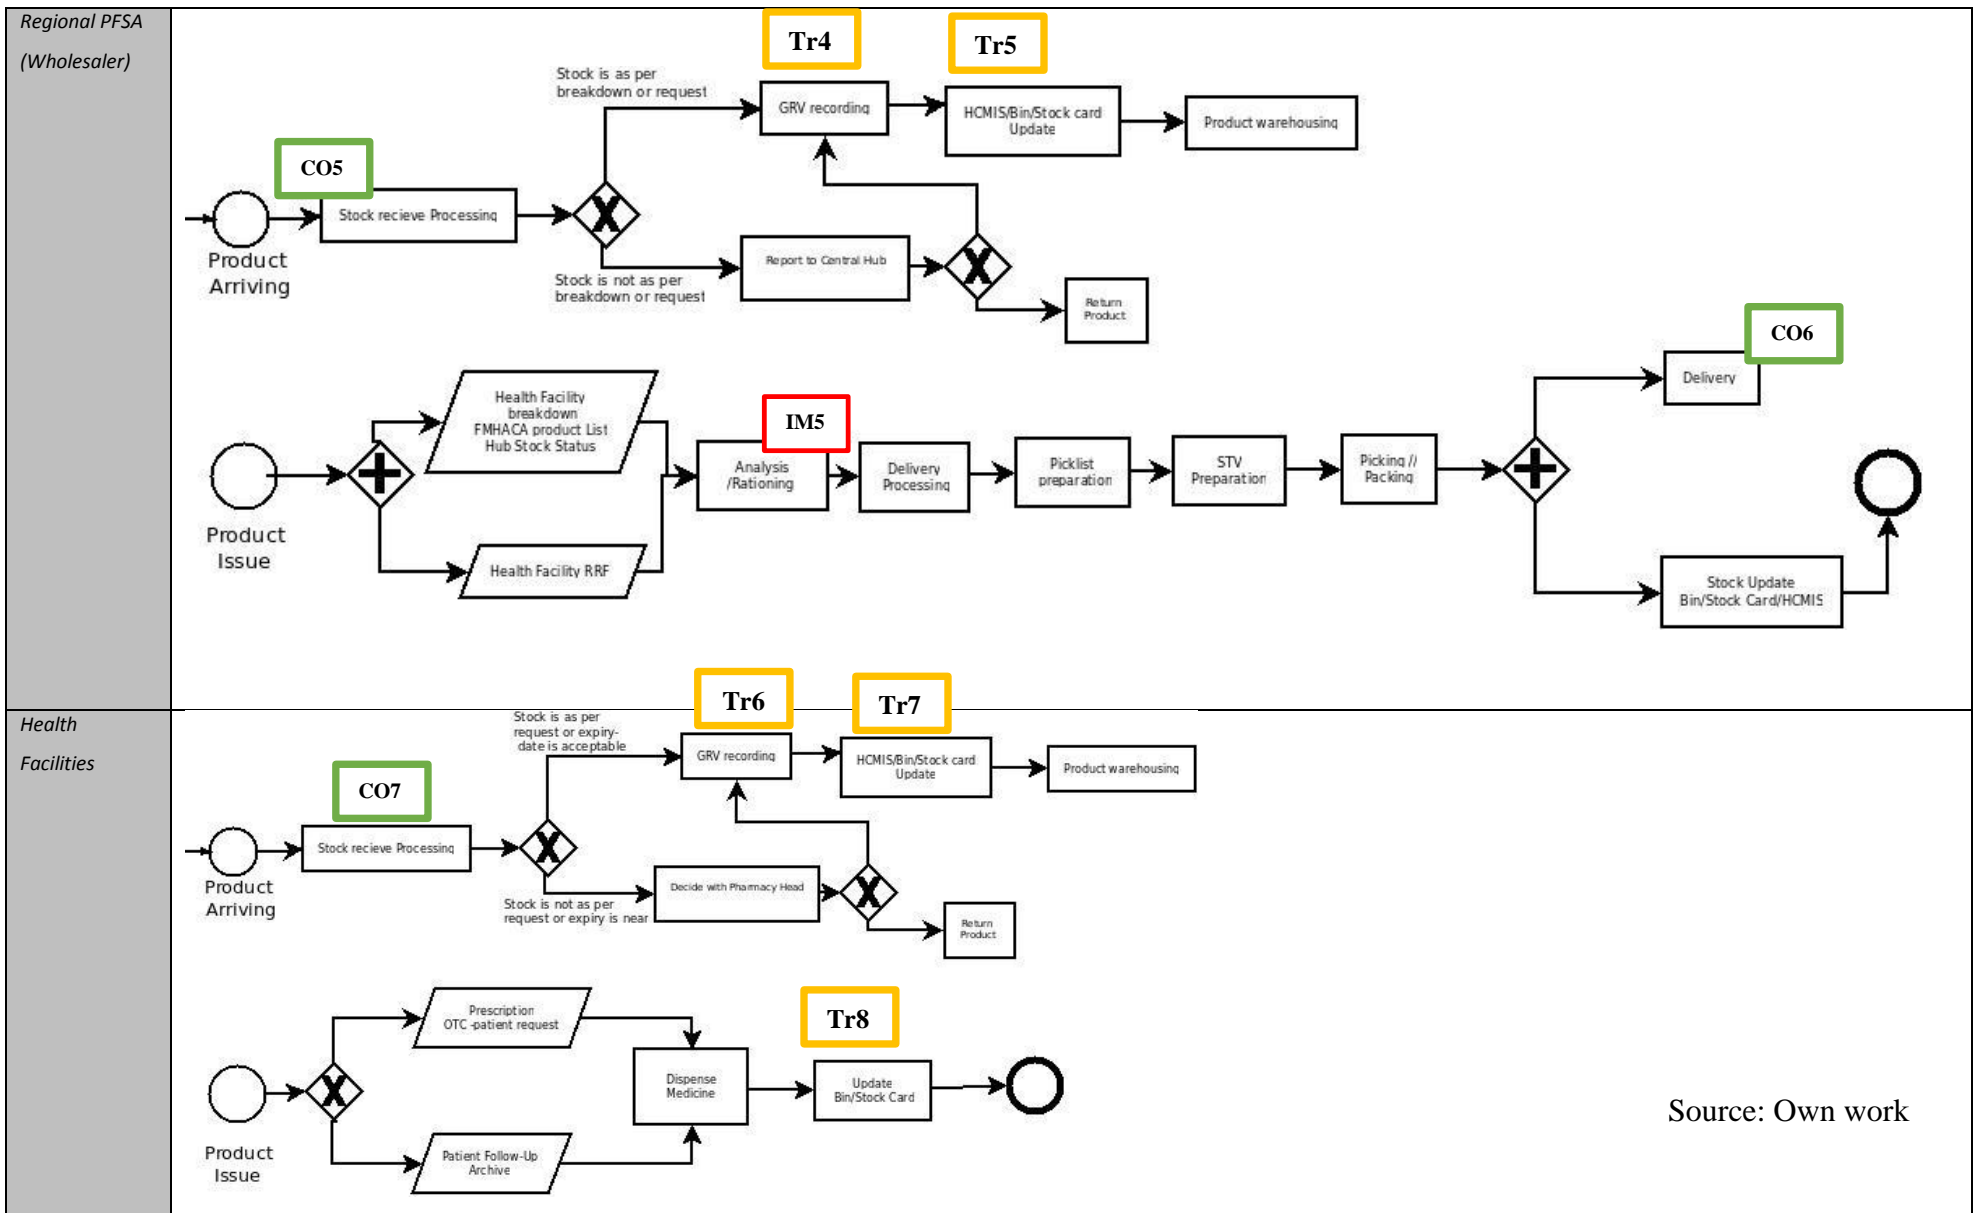 Regional PFSA
(Wholesaler)
Tr4
Tr5
Stock is as per
breakdown or request
GRV recording
HCMIS/Bin/Stock card
Update
Product warehousing
CO5
Stock recieve Processing
Product
Arriving
X
Stock is not as per
breakdown or request
Report to Central Hub
X
Return
Product
CO6
Delivery
Health Facility
breakdown
FMHACA product List
Hub Stock Status
IM5
Analysis
/Rationing
Delivery
Processing
Picklist
preparation
STV
Preparation
Picking //
Packing
Product
Issue
Health Facility RRF
Stock Update
Bin/Stock Card/HCMIS
Health
Facilities
Tr6
Tr7
Stock is as per
request or expiry-
date is acceptable
GRV recording
HCMIS/Bin/Stock card
Update
Product warehousing
CO7
Stock recieve Processing
Product
Arriving
X
Stock is not as per
request or expiry is near
Decide with Pharmacy Head
X
Return
Product
Prescription
OTC -patient request
Tr8
Dispense
Medicine
Update
Bin/Stock Card
X
Product
Issue
Patient Follow-Up
Archive
Source: Own work